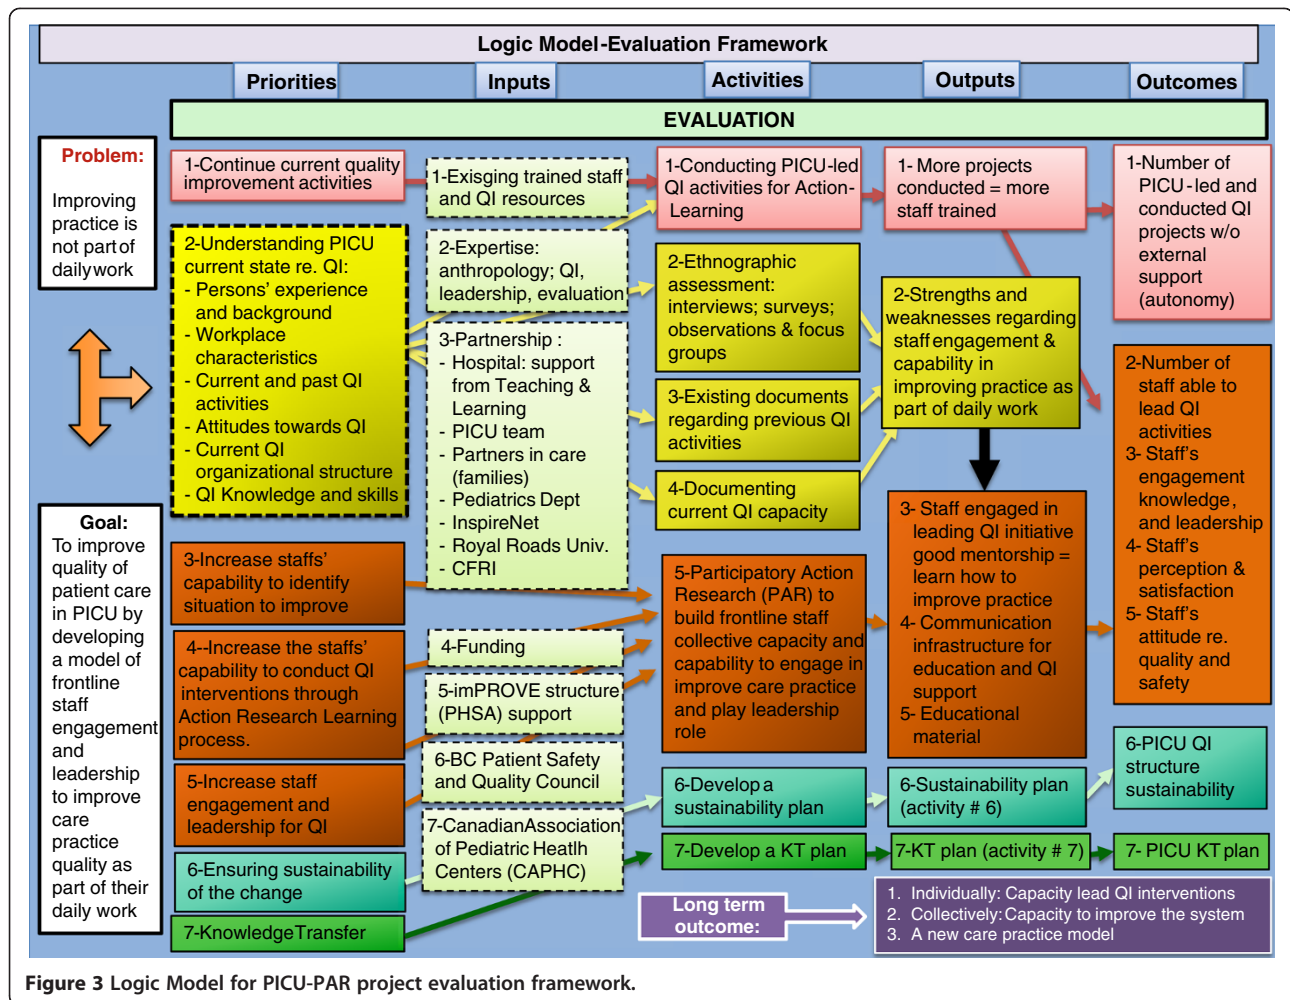 Logic Model-Evaluation Framework
Priorities
Inputs
Activities
Outputs
Outcomes
EVALUATION
Problem:
Improving
practice is
not part of
daily work
Goal:
To improve
quality of
patient care
in PICU by
developing
a model of
frontline
staff
engagement
and
leadership
to improve
care
practice
quality as
part of their
daily work
1-Continue current quality
improvement activities
2-Understanding PICU
current state re. QI:
- Persons' experience
and background
- Workplace
characteristics
- Current and past QI
activities
- Attitudes towards QI
- Current QI
organizational structure
- QI Knowledge and skills
3-Increase staffs'
capability to identify
situation to improve
4--Increase the staffs'
capability to conduct QI
interventions through
Action Research Learning
process.
5-Increase staff
engagement and
leadership for QI
6-Ensuring sustainability
of the change
7-KnowledgeTransfer
1-Exisging trained staff
and QI resources
2-Expertise:
anthropology; QI,
leadership, evaluation
3-Partnership :
- Hospital: support
from Teaching &
Learning
- PICU team
- Partners in care
(families)
- Pediatrics Dept
- InspireNet
- Royal Roads Univ.
- CFRI
4-Funding
5-imPROVE structure
(PHSA) support
6-BC Patient Safety
and Quality Council
7-CanadianAssociation
of Pediatric Heatlh
Centers (CAPHC)
1-Conducting PICU-led
QI activities for Action-
Learning
2-Ethnographic
assessment:
interviews; surveys;
observations & focus
groups
3-Existing documents
regarding previous QI
activities
4-Documenting
current QI capacity
5-Participatory Action
Research (PAR) to
build frontline staff
collective capacity and
capability to engage in
improve care practice
and play leadership
role
6-Develop a
sustainability plan
7-Develop a KT plan
1- More projects
conducted = more
staff trained
2-Strengths and
weaknesses regarding
staff engagement &
capability in
improving practice as
part of daily work
3- Staff engaged in
leading QI initiative
good mentorship =
learn how to
improve practice
4- Communication
infrastructure for
education and QI
support
5- Educational
material
6-Sustainability plan
(activity # 6)
7-KT plan (activity # 7)
1-Number of
PICU-led and
conducted QI
projects w/o
external
support
(autonomy)
2-Number of
staff able to
lead QI
activities
3- Staff's
engagement
knowledge,
and leadership
4- Staff's
perception &
satisfaction
5- Staff's
attitude re.
quality and
safety
6-PICU QI
structure
sustainability
7- PICU KT plan
Long term
outcome:
1. Individually: Capacity lead QI interventions
2. Collectively: Capacity to improve the system
3. A new care practice model
Figure 3 Logic Model for PICU-PAR project evaluation framework.